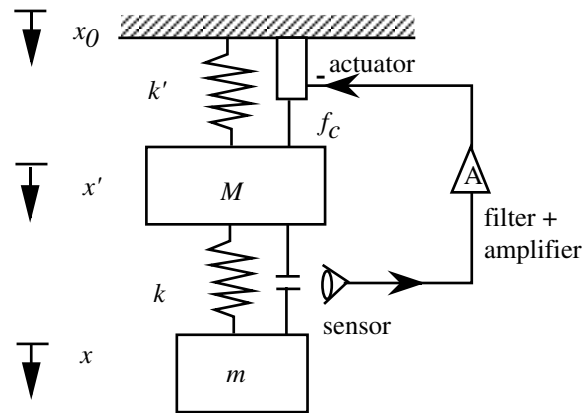 x0
- actuator
k'
fc
x'
M
A
filter +
amplifier
k
sensor
x
m